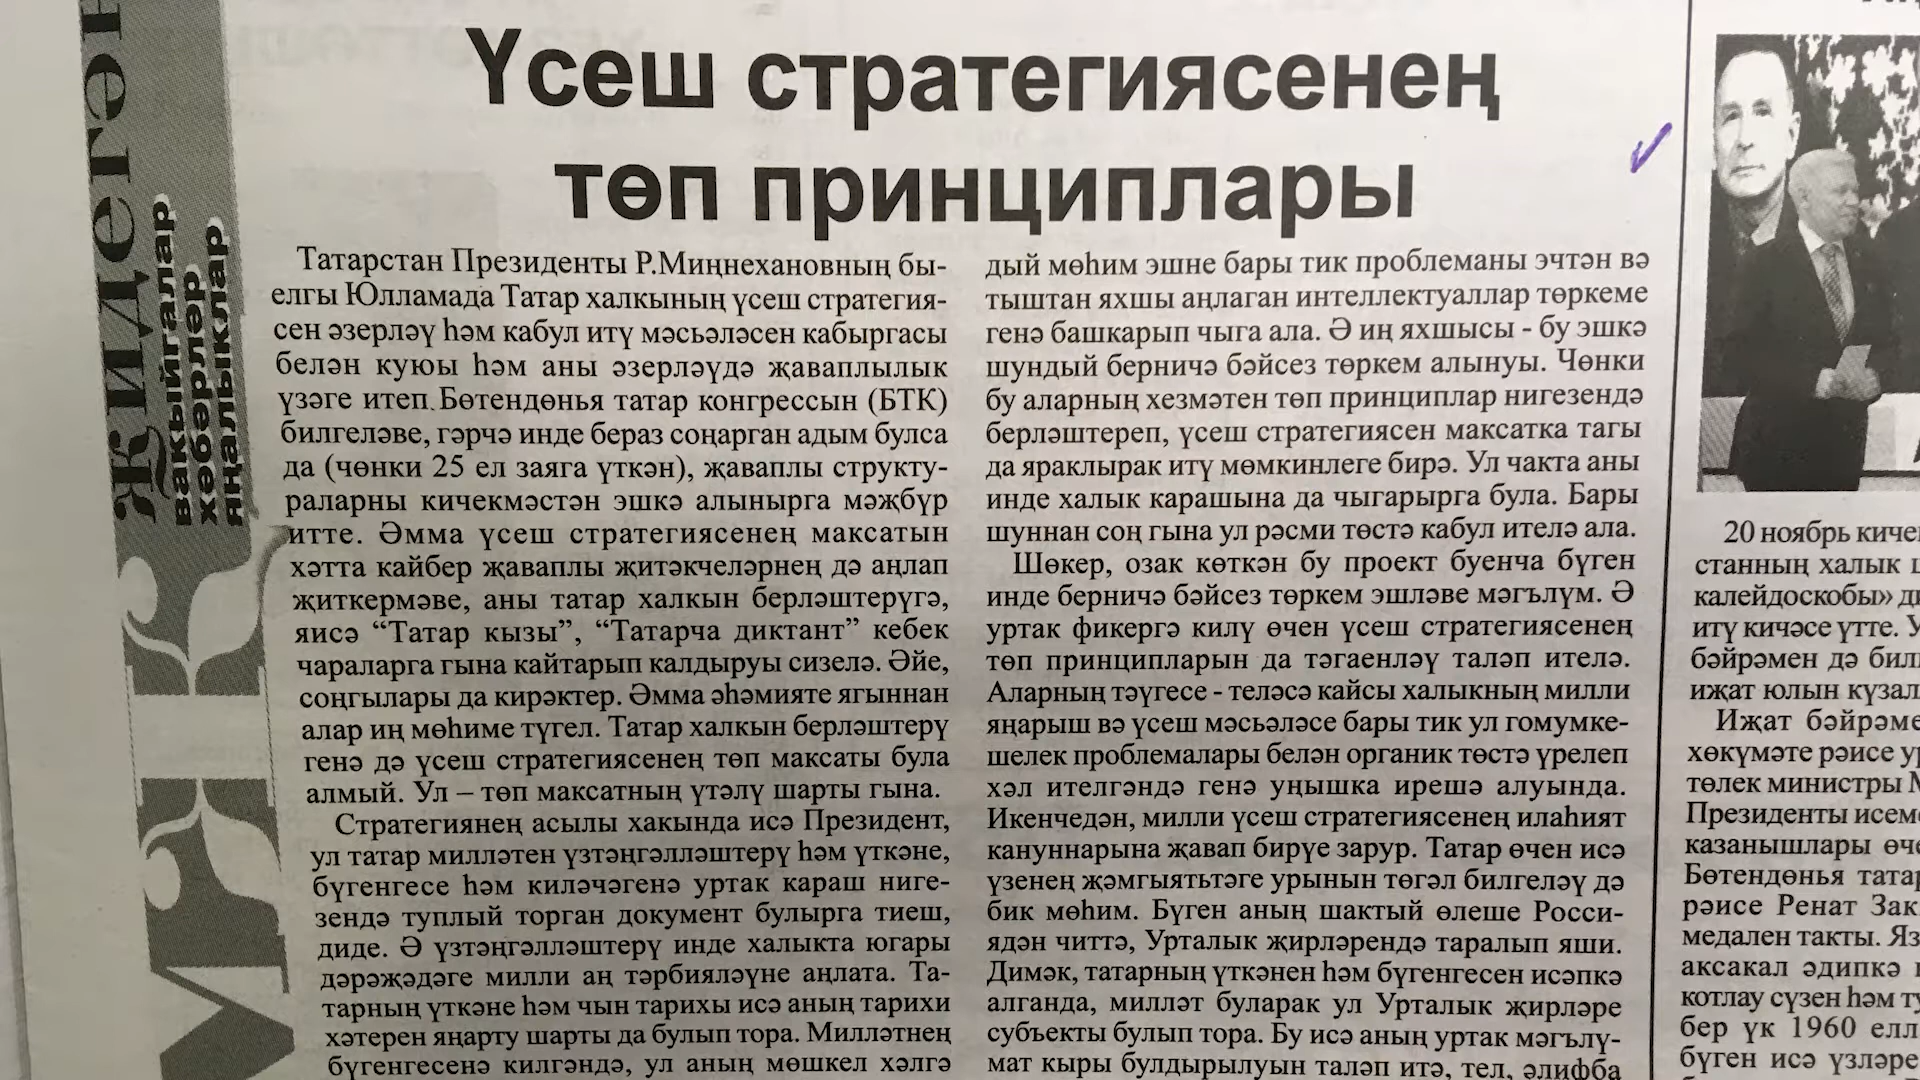 Җидегән
вакыйгалар
хәбәрләр
яңалыклар
Үсеш стратегиясенең
төп принциплары
Татарстан Президенты Р.Миңнехановның бы-
елгы Юлламада Татар халкының үсеш стратегия-
сен әзерләү һәм кабул итү мәсьәләсен кабыргасы
белән куюы һәм аны әзерләүдә җаваплылык
үзәге итеп Бөтендөнья татар конгрессын (БТК)
билгеләве, гәрчә инде бераз соңарган адым булса
да (чөнки 25 ел заяга үткән), җаваплы структу-
раларны кичекмәстән эшкә алынырга мәҗбүр
итте. Әмма үсеш стратегиясенең максатын
хәтта кайбер җаваплы җитәкчеләрнең дә аңлап
җиткермәве, аны татар халкын берләштерүгә,
яисә “Татар кызы”, “Татарча диктант” кебек
чараларга гына кайтарып калдыруы сизелә. Әйе,
соңгылары да кирәктер. Әмма әһәмияте ягыннан
алар иң мөһиме түгел. Татар халкын берләштерү
генә дә үсеш стратегиясенең төп максаты була
алмый. Ул – төп максатның үтәлү шарты гына.
Стратегиянең асылы хакында исә Президент,
ул татар милләтен үзтәңгәлләштерү һәм үткәне,
бүгенгесе һәм киләчәгенә уртак караш ниге-
зендә туплый торган документ булырга тиеш,
диде. Ә үзтәңгәлләштерү инде халыкта югары
дәрәҗәдәге милли аң тәрбияләүне аңлата. Та-
тарның үткәне һәм чын тарихы исә аның тарихи
хәтерен яңарту шарты да булып тора. Милләтнең
бүгенгесенә килгәндә, ул аның мөшкел хәлгә
дый мөһим эшне бары тик проблеманы эчтән вә
тыштан яхшы аңлаган интеллектуаллар төркеме
генә башкарып чыга ала. Ә иң яхшысы - бу эшкә
шундый берничә бәйсез төркем алынуы. Чөнки
бу аларның хезмәтен төп принциплар нигезендә
берләштереп, үсеш стратегиясен максатка тагы
да яраклырак итү мөмкинлеге бирә. Ул чакта аны
инде халык карашына да чыгарырга була. Бары
шуннан соң гына ул рәсми төстә кабул ителә ала.
Шөкер, озак көткән бу проект буенча бүген
инде берничә бәйсез төркем эшләве мәгълүм. Ә
уртак фикергә килү өчен үсеш стратегиясенең
төп принципларын да тәгаенләү таләп ителә.
Аларның тәүгесе - теләсә кайсы халыкның милли
яңарыш вә үсеш мәсьәләсе бары тик ул гомумке-
шелек проблемалары белән органик төстә үрелеп
хәл ителгәндә генә уңышка ирешә алуында.
Икенчедән, милли үсеш стратегиясенең илаһият
кануннарына җавап бирүе зарур. Татар өчен исә
үзенең җәмгыятьтәге урынын төгәл билгеләү дә
бик мөһим. Бүген аның шактый өлеше Росси-
ядән читтә, Урталык җирләрендә таралып яши.
Димәк, татарның үткәнен һәм бүгенгесен исәпкә
алганда, милләт буларак ул Урталык җирләре
субъекты булып тора. Бу исә аның уртак мәгълү-
мат кыры булдырылуын таләп итә, тел, әлифба
20 ноябрь киче
станның халык
калейдоскобы»
итү кичәсе үтте.
бәйрәмен дә
иҗат юлын
Иҗат бәйрәме
хөкүмәте рәисе
төлек министры
Президенты
казанышлары
Бөтендөнья
рәисе Ренат
медален такты.
аксакал әдипкә
котлау сүзен һәм
бер үк 1960
бүген исә